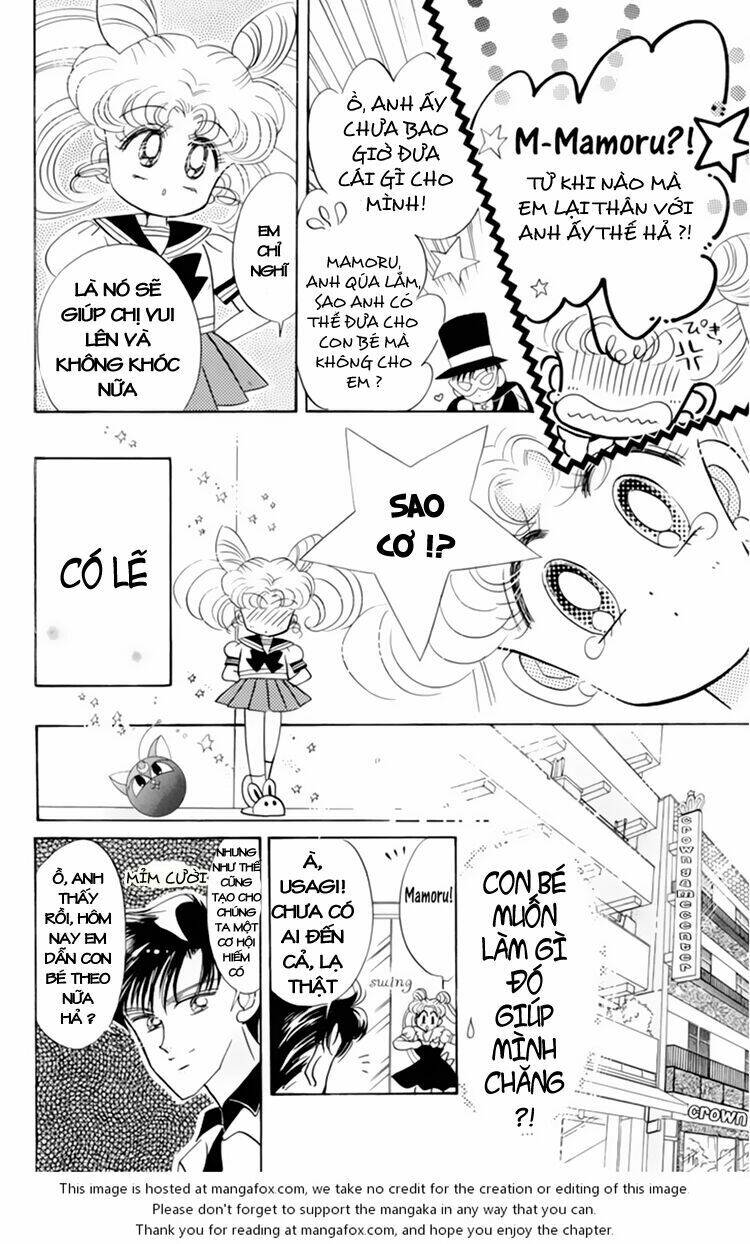 M-Mamoru?!
TỪ KHI NÀO MÀ
EM LẠI THÂN VỚI
ANH ẤY THẾ HẢ ?!
Ồ, ANH ẤY
CHƯA BAO
GIỜ ĐƯA
CÁI GÌ CHO
MÌNH!
MAMORU,
ANH QÚA LẮM,
SAO ANH CÓ
THỂ ĐƯA CHO
CON BÉ MÀ
KHÔNG CHO
EM ?
EM
CHỈ
NGHĨ
LÀ NÓ SẼ
GIÚP CHỊ VUI
LÊN VÀ
KHÔNG KHÓC
NỮA
ぴきっ
SAO
CƠ !?
CÓ LẼ
CON BÉ
MUỐN
LÀM GÌ
ĐÓ
GIÚP
MÌNH
CHĂNG
?!
crown game center
crown
Mamoru!
swing
À,
USAGI!
CHƯA CÓ
AI ĐẾN
CẢ, LẠ
THẬT
NHƯNG
NHƯ THẾ
CŨNG
TẠO CHO
CHÚNG
TA MỘT
CƠ HỘI
HIẾM
CÓ
MỈM CƯỜI
Ồ, ANH
THẤY
RỒI, HÔM
NAY EM
DẪN CON
BÉ THEO
NỮA
HẢ ?
This image is hosted at mangafox.com, we take no credit for the creation or editing of this image.
Please don't forget to support the mangaka in any way that you can.
Thank you for reading at mangafox.com, and hope you enjoy the chapter.